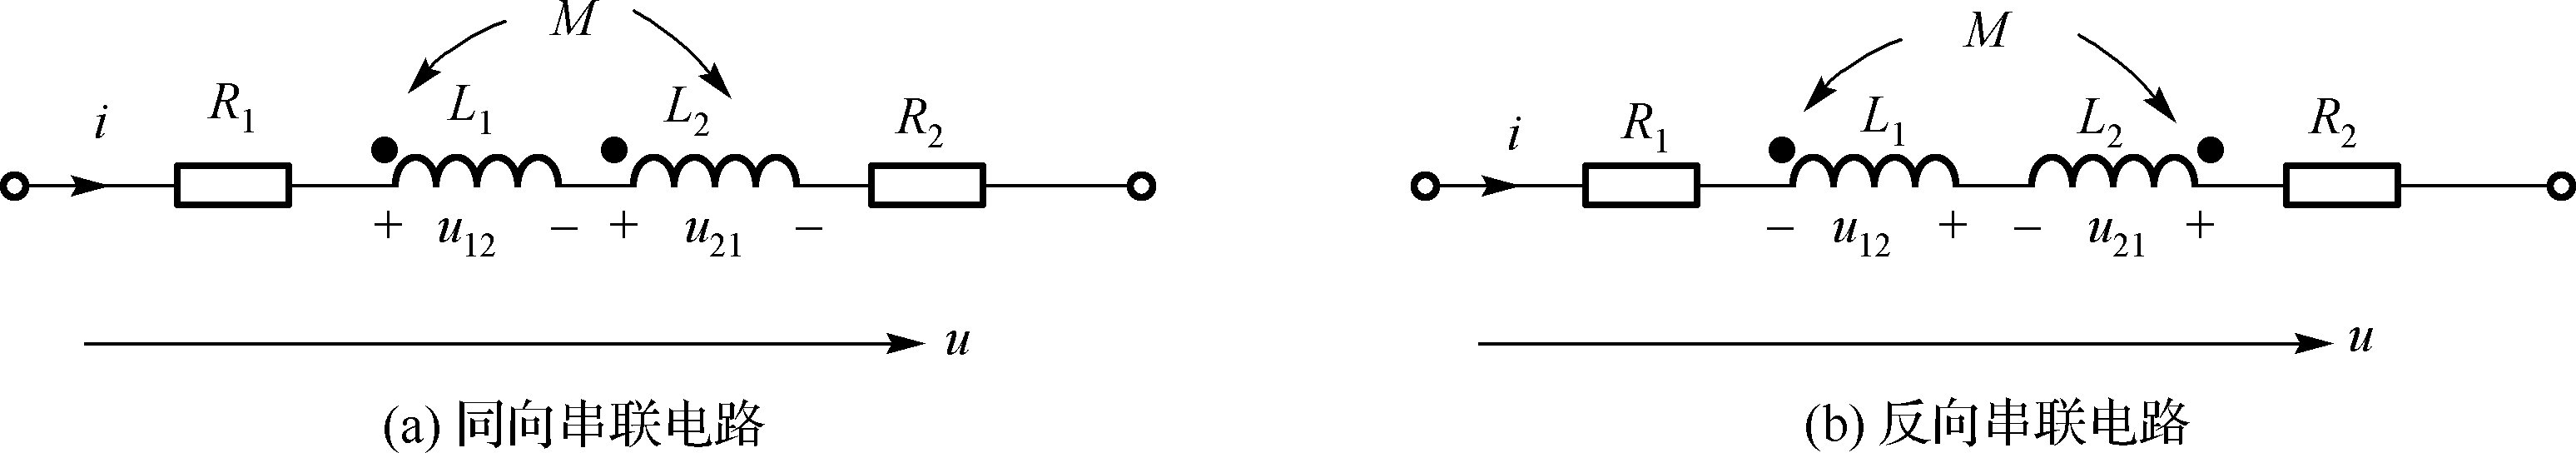 M M
i R₁ L₁ L₂ R₂ i R₁ L₁ L₂ R₂
+ u₁₂ − + u₂₁ − − u₁₂ + − u₂₁ +
u u
(a) 同向串联电路 (b) 反向串联电路